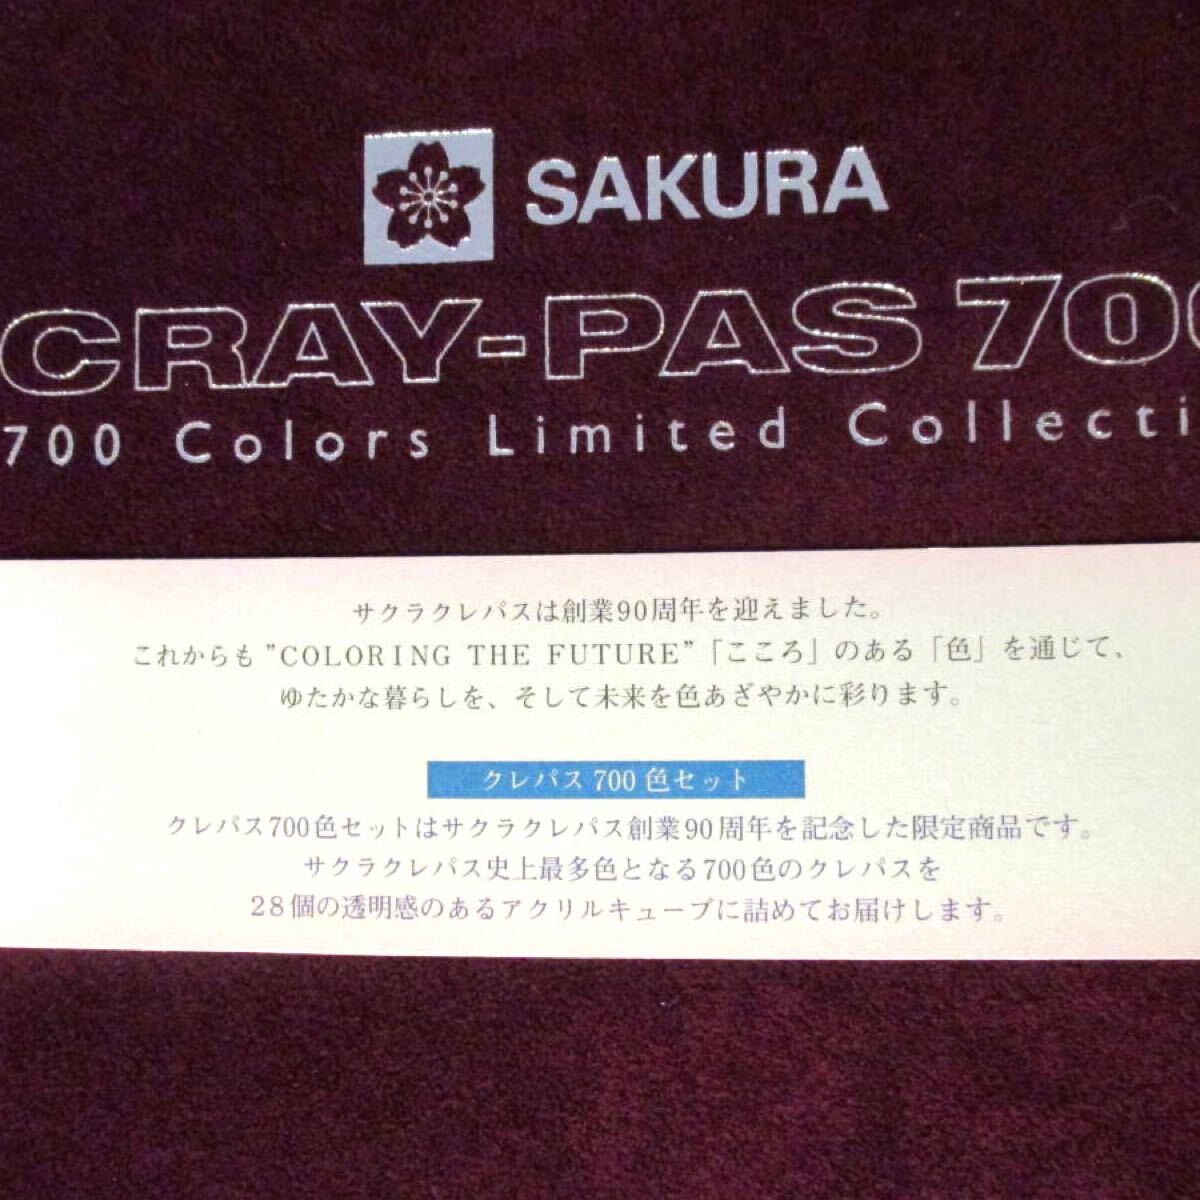 SAKURA
CRAY-PAS 700
700 Colors Limited Collecti
サクラクレパスは創業90周年を迎えました。
これからも"COLORING THE FUTURE"「こころ」のある「色」を通じて、
ゆたかな暮らしを、そして未来を色あざやかに彩ります。
クレパス700色セット
クレパス700色セットはサクラクレパス創業90周年を記念した限定商品です。
サクラクレパス史上最多色となる700色のクレパスを
28個の透明感のあるアクリルキューブに詰めてお届けします。